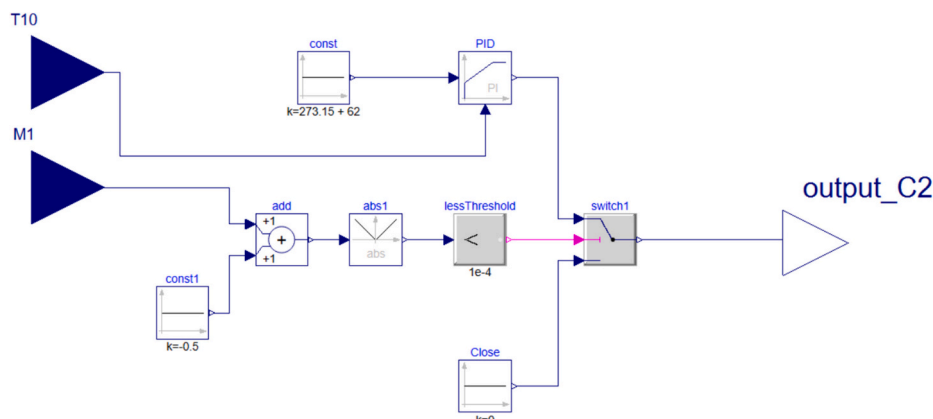 T10
const
PID
PI
k=273.15 + 62
M1
output_C2
add
abs1
lessThreshold
switch1
+1
+
+1
abs
<
1e-4
const1
k=-0.5
Close
k=0